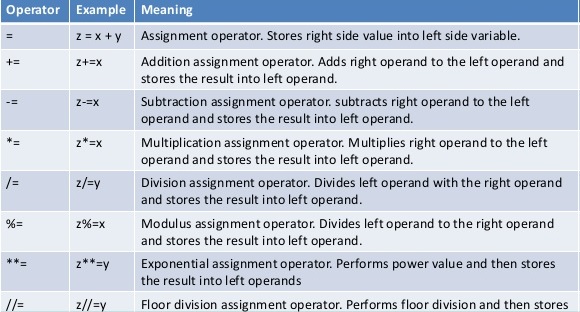 Operator Example Meaning
= z = x + y Assignment operator. Stores right side value into left side variable.
+= z+=x Addition assignment operator. Adds right operand to the left operand and
stores the result into left operand.
-= z-=x Subtraction assignment operator. subtracts right operand to the left
operand and stores the result into left operand.
*= z*=x Multiplication assignment operator. Multiplies right operand to the left
operand and stores the result into left operand.
/= z/=y Division assignment operator. Divides left operand with the right operand
and stores the result into left operand.
%= z%=x Modulus assignment operator. Divides left operand to the right operand
and stores the result into left operand.
**= z**=y Exponential assignment operator. Performs power value and then stores
the result into left operands
//= z//=y Floor division assignment operator. Performs floor division and then stores